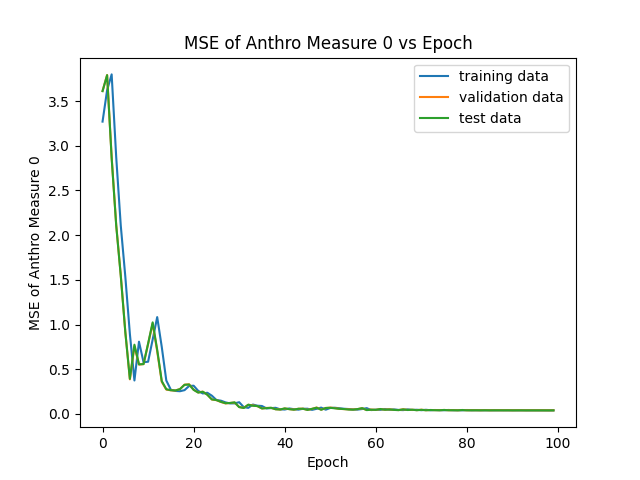 MSE of Anthro Measure 0 vs Epoch
training data
validation data
test data
MSE of Anthro Measure 0
3.5
3.0
2.5
2.0
1.5
1.0
0.5
0.0
0 20 40 60 80 100
Epoch